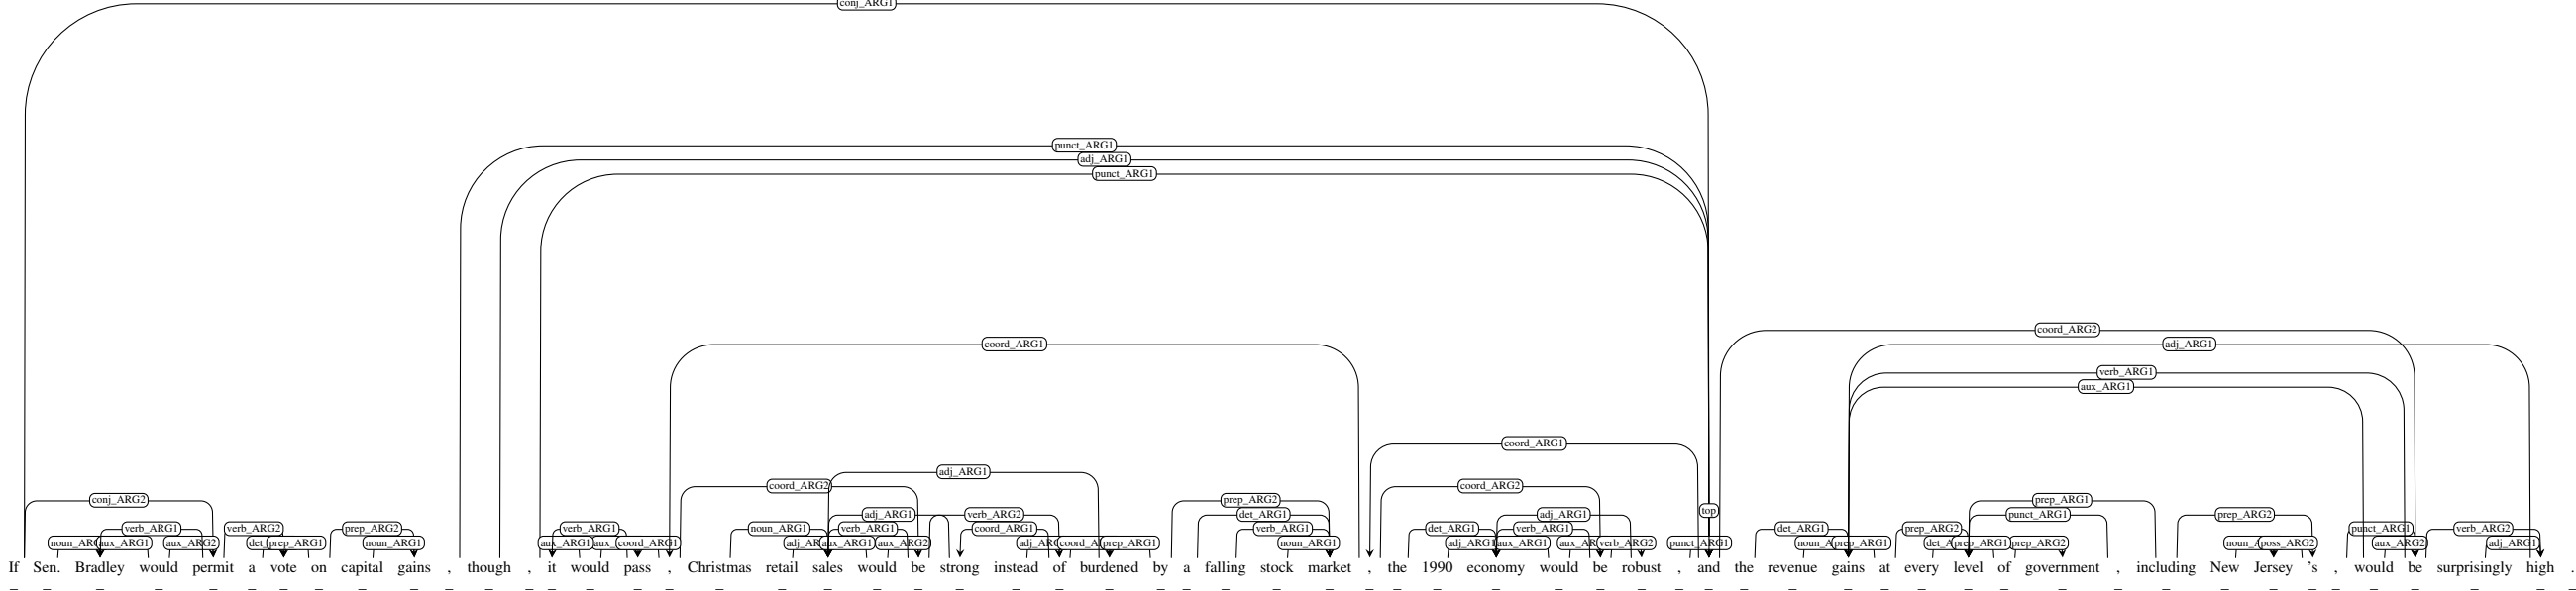 conj_ARG1
punct_ARG1
adj_ARG1
punct_ARG1
coord_ARG2
coord_ARG1 adj_ARG1
verb_ARG1
aux_ARG1
coord_ARG1
adj_ARG1
coord_ARG2 coord_ARG2
conj_ARG2 prep_ARG2 prep_ARG1
top
adj_ARG1 verb_ARG2 det_ARG1 adj_ARG1 punct_ARG1 prep_ARG2
verb_ARG1 verb_ARG2 prep_ARG2 verb_ARG1 noun_ARG1 verb_ARG1 coord_ARG1 verb_ARG1 det_ARG1 verb_ARG1 det_ARG1 prep_ARG2 punct_ARG1 verb_ARG2
aux_ARG1 aux_ARG2 prep_ARG1 noun_ARG1 coord_ARG1 aux_ARG2 prep_ARG1 noun_ARG1 aux_ARG1 verb_ARG2 punct_ARG1 prep_ARG1 prep_ARG2 poss_ARG2 aux_ARG2 adj_ARG1
If Sen. Bradley would permit a vote on capital gains , though , it would pass , Christmas retail sales would be strong instead of burdened by a falling stock market , the 1990 economy would be robust , and the revenue gains at every level of government , including New Jersey 's , would be surprisingly high .